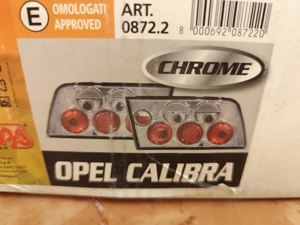 E
OMOLOGATI
APPROVED
ART.
0872.2
8 000692 087220
CHROME
OPEL CALIBRA